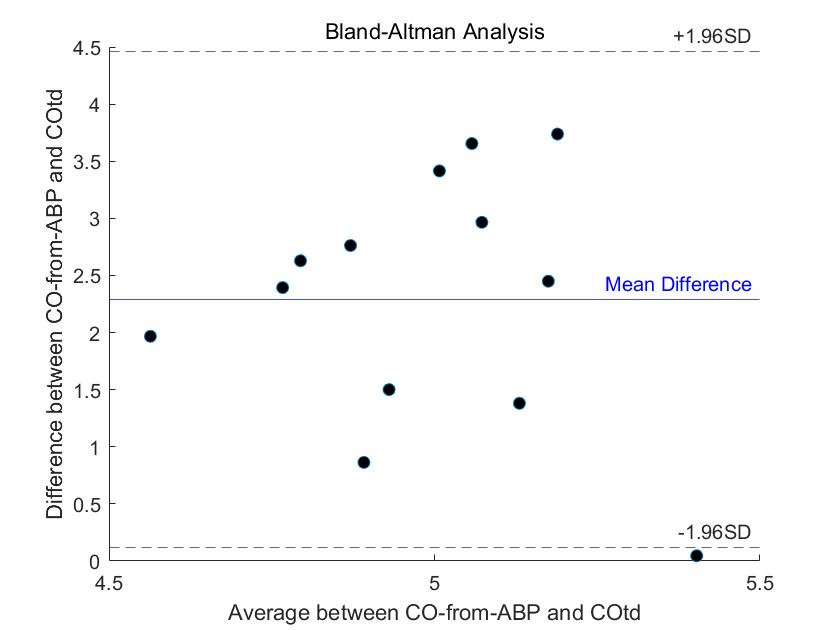 Bland-Altman Analysis
+1.96SD
4.5
4
3.5
3
2.5
2
1.5
1
0.5
0
Difference between CO-from-ABP and COtd
Mean Difference
-1.96SD
4.5 5 5.5
Average between CO-from-ABP and COtd